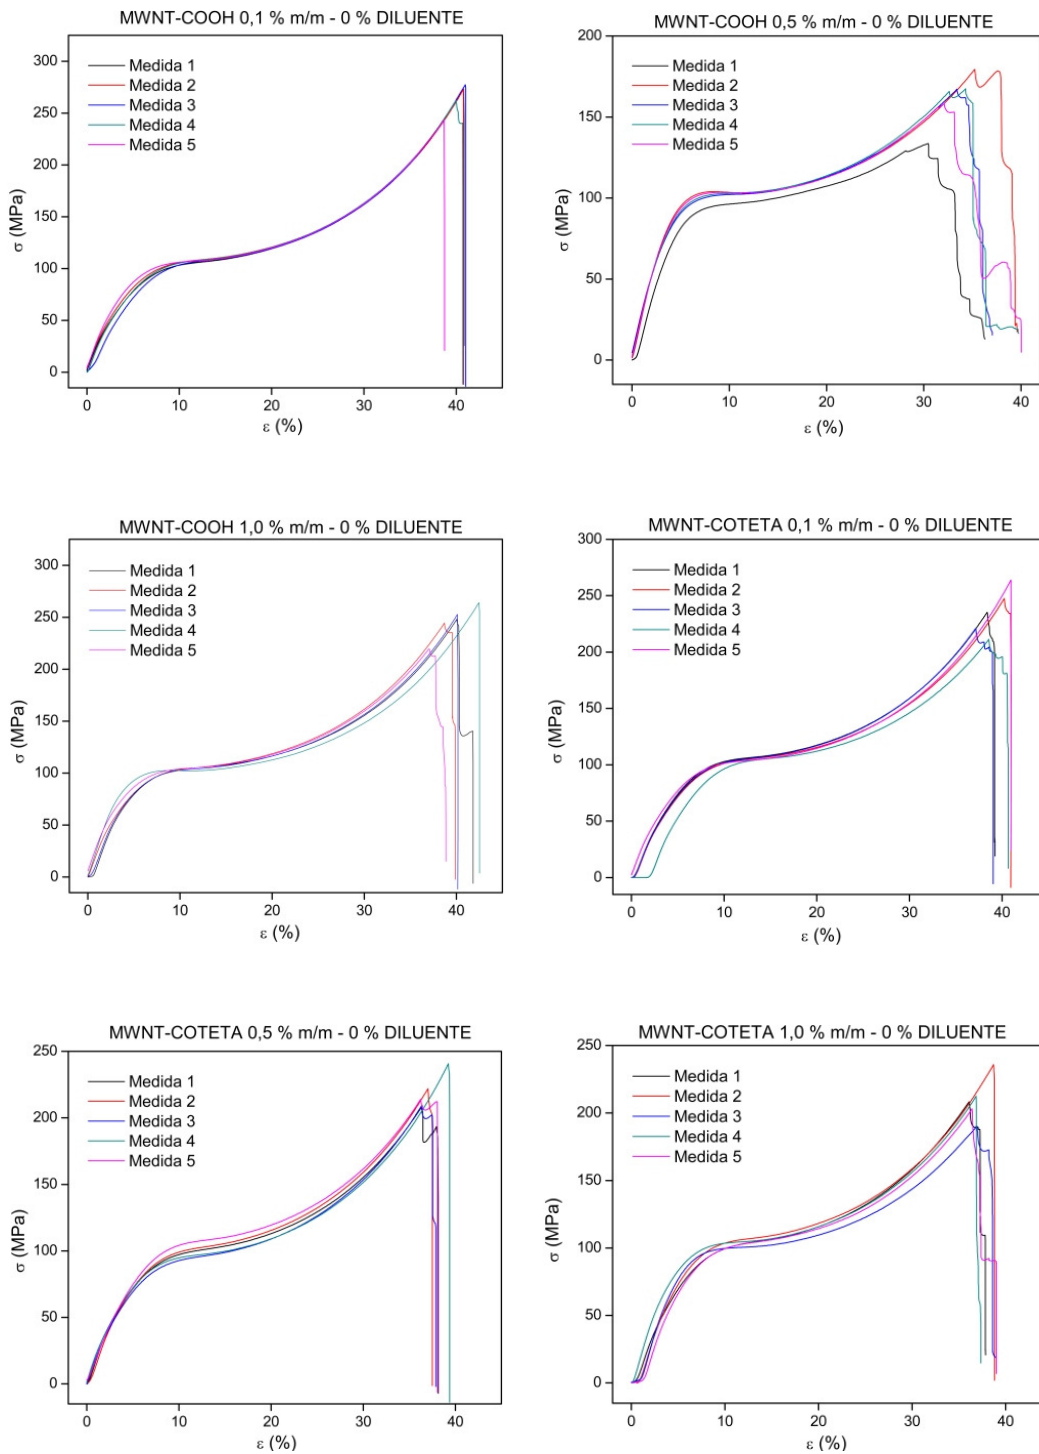 MWNT-COOH 0,1 % m/m - 0 % DILUENTE
300
250
200
150
100
50
0
σ (MPa)
Medida 1
Medida 2
Medida 3
Medida 4
Medida 5
0 10 20 30 40
ε (%)
MWNT-COOH 0,5 % m/m - 0 % DILUENTE
200
150
100
50
0
σ (MPa)
Medida 1
Medida 2
Medida 3
Medida 4
Medida 5
0 10 20 30 40
ε (%)
MWNT-COOH 1,0 % m/m - 0 % DILUENTE
300
250
200
150
100
50
0
σ (MPa)
Medida 1
Medida 2
Medida 3
Medida 4
Medida 5
0 10 20 30 40
ε (%)
MWNT-COTETA 0,1 % m/m - 0 % DILUENTE
300
250
200
150
100
50
0
σ (MPa)
Medida 1
Medida 2
Medida 3
Medida 4
Medida 5
0 10 20 30 40
ε (%)
MWNT-COTETA 0,5 % m/m - 0 % DILUENTE
250
200
150
100
50
0
σ (MPa)
Medida 1
Medida 2
Medida 3
Medida 4
Medida 5
0 10 20 30 40
ε (%)
MWNT-COTETA 1,0 % m/m - 0 % DILUENTE
250
200
150
100
50
0
σ (MPa)
Medida 1
Medida 2
Medida 3
Medida 4
Medida 5
0 10 20 30 40
ε (%)